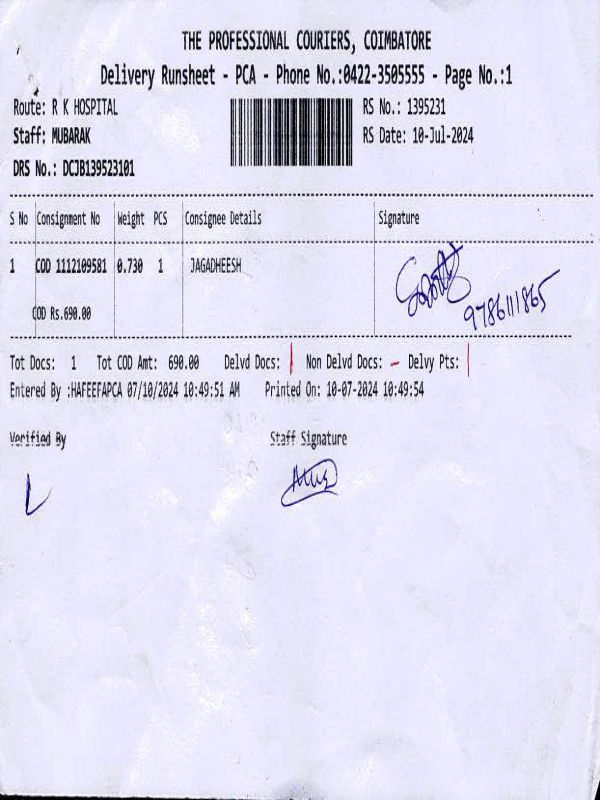 THE PROFESSIONAL COURIERS, COIMBATORE
Delivery Runsheet - PCA - Phone No.:0422-3505555 - Page No.:1
Route: R K HOSPITAL
RS No.: 1395231
Staff: MUBARAK
RS Date: 10-Jul-2024
DRS No.: DCJB139523101
S No Consignment No Weight PCS Consignee Details Signature
1 COD 1112109581 0.730 1 JAGADHEESH
9786111865
COD Rs.690.00
Tot Docs: 1 Tot COD Amt: 690.00 Delvd Docs: | Non Delvd Docs: - Delvy Pts: |
Entered By :HAFEEFAPCA 07/10/2024 10:49:51 AM Printed On: 10-07-2024 10:49:54
Verified By Staff Signature